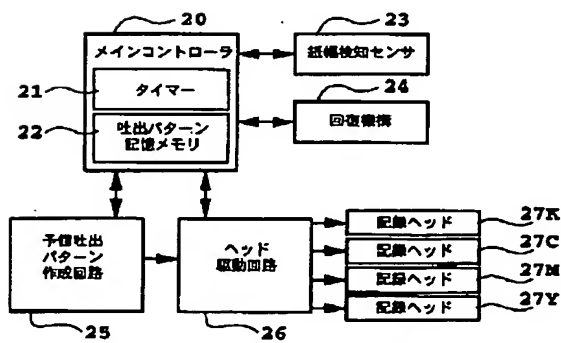 20
メインコントローラ
21
タイマー
22
吐出パターン
記憶メモリ
23
紙幅検知センサ
24
回復機構
予備吐出
パターン
作成回路
25
ヘッド
駆動回路
26
記録ヘッド
27K
記録ヘッド
27C
記録ヘッド
27M
記録ヘッド
27Y